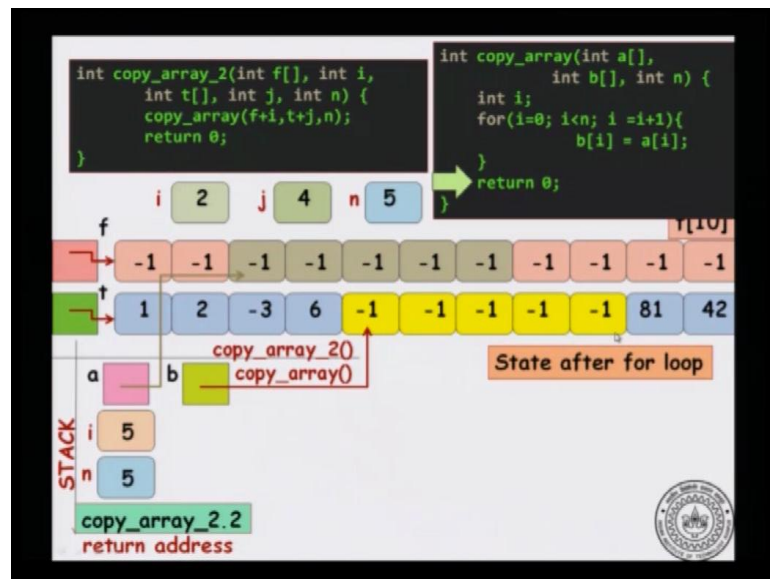 int copy_array_2(int f[], int i,
int t[], int j, int n) {
copy_array(f+i,t+j,n);
return 0;
}
int copy_array(int a[],
int b[], int n) {
int i;
for(i=0; i<n; i =i+1){
b[i] = a[i];
}
return 0;
}
i 2 j 4 n 5
f[10]
f
-1 -1 -1 -1 -1 -1 -1 -1 -1 -1 -1
t
1 2 -3 6 -1 -1 -1 -1 -1 81 42
copy_array_2()
a b copy_array()
State after for loop
STACK
i 5
n 5
copy_array_2.2
return address